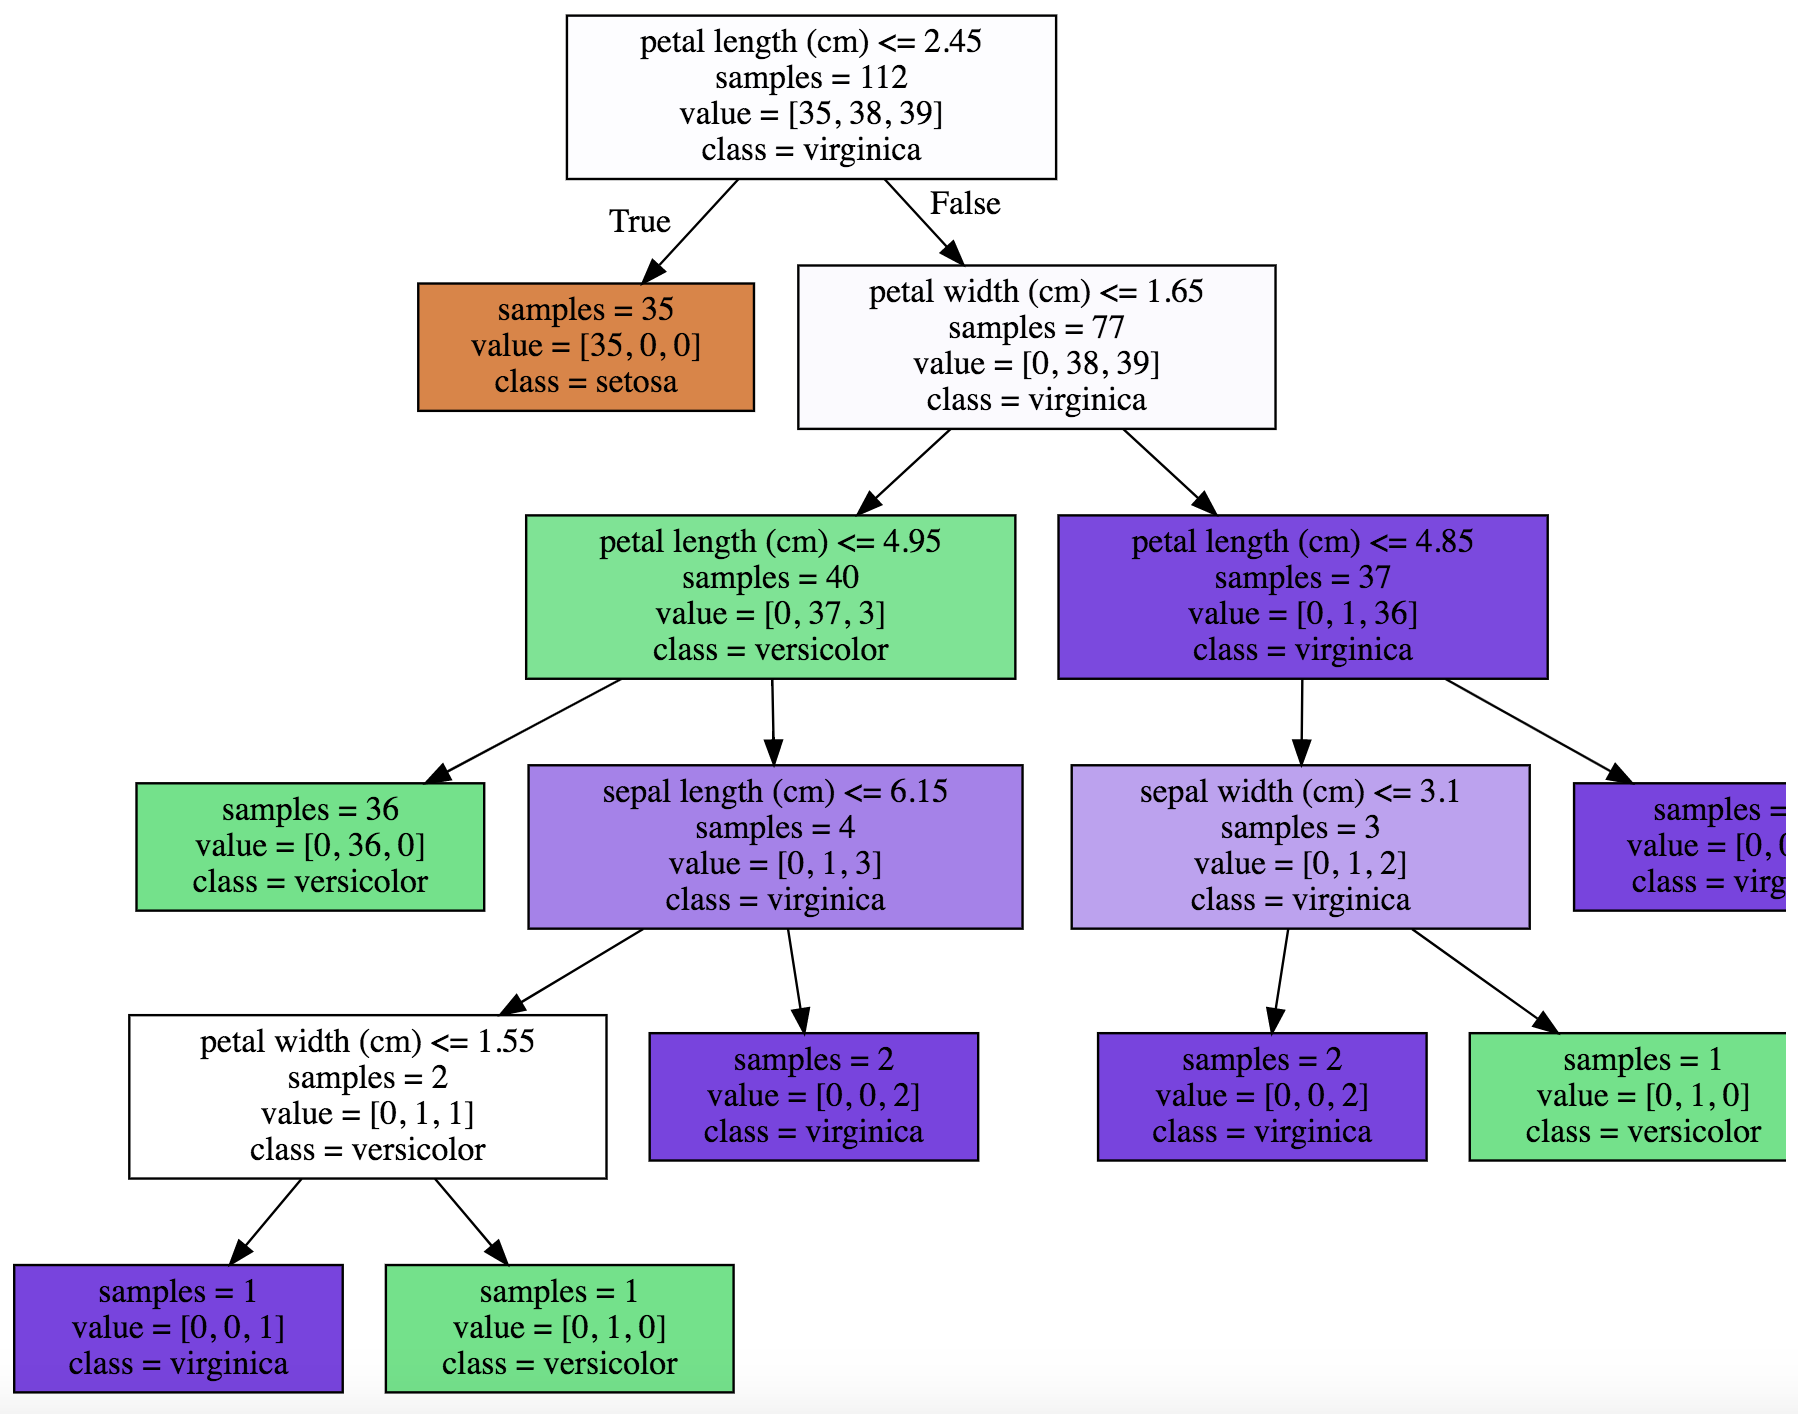 petal length (cm) <= 2.45
samples = 112
value = [35, 38, 39]
class = virginica
True
False
samples = 35
value = [35, 0, 0]
class = setosa
petal width (cm) <= 1.65
samples = 77
value = [0, 38, 39]
class = virginica
petal length (cm) <= 4.95
samples = 40
value = [0, 37, 3]
class = versicolor
petal length (cm) <= 4.85
samples = 37
value = [0, 1, 36]
class = virginica
samples = 36
value = [0, 36, 0]
class = versicolor
sepal length (cm) <= 6.15
samples = 4
value = [0, 1, 3]
class = virginica
sepal width (cm) <= 3.1
samples = 3
value = [0, 1, 2]
class = virginica
samples =
value = [0,
class =
petal width (cm) <= 1.55
samples = 2
value = [0, 1, 1]
class = versicolor
samples = 2
value = [0, 0, 2]
class = virginica
samples = 2
value = [0, 0, 2]
class = virginica
samples = 1
value = [0, 1, 0]
class = versicolor
samples = 1
value = [0, 0, 1]
class = virginica
samples = 1
value = [0, 1, 0]
class = versicolor